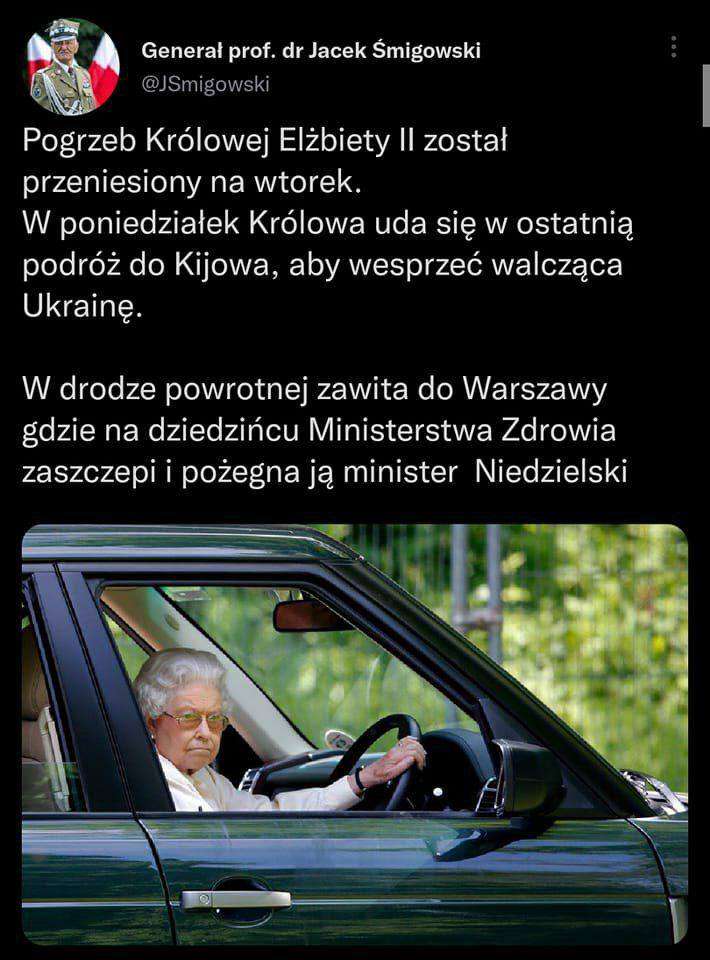 Generał prof. dr Jacek Śmigowski
@JSmigowski
Pogrzeb Królowej Elżbiety II został
przeniesiony na wtorek.
W poniedziałek Królowa uda się w ostatnią
podróż do Kijowa, aby wesprzeć walcząca
Ukrainę.
W drodze powrotnej zawita do Warszawy
gdzie na dziedzińcu Ministerstwa Zdrowia
zaszczepi i pożegna ją minister  Niedzielski